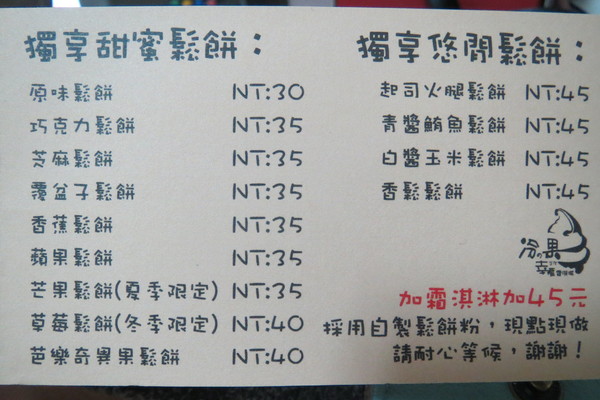 獨享甜蜜鬆餅：
原味鬆餅 NT:30
巧克力鬆餅 NT:35
芝麻鬆餅 NT:35
覆盆子鬆餅 NT:35
香蕉鬆餅 NT:35
蘋果鬆餅 NT:35
芒果鬆餅(夏季限定) NT:35
草莓鬆餅(冬季限定) NT:40
芭樂奇異果鬆餅 NT:40
獨享悠閒鬆餅：
起司火腿鬆餅 NT:45
青醬鮪魚鬆餅 NT:45
白醬玉米鬆餅 NT:45
香鬆鬆餅 NT:45
加霜淇淋加45元
採用自製鬆餅粉，現點現做
請耐心等候，謝謝！